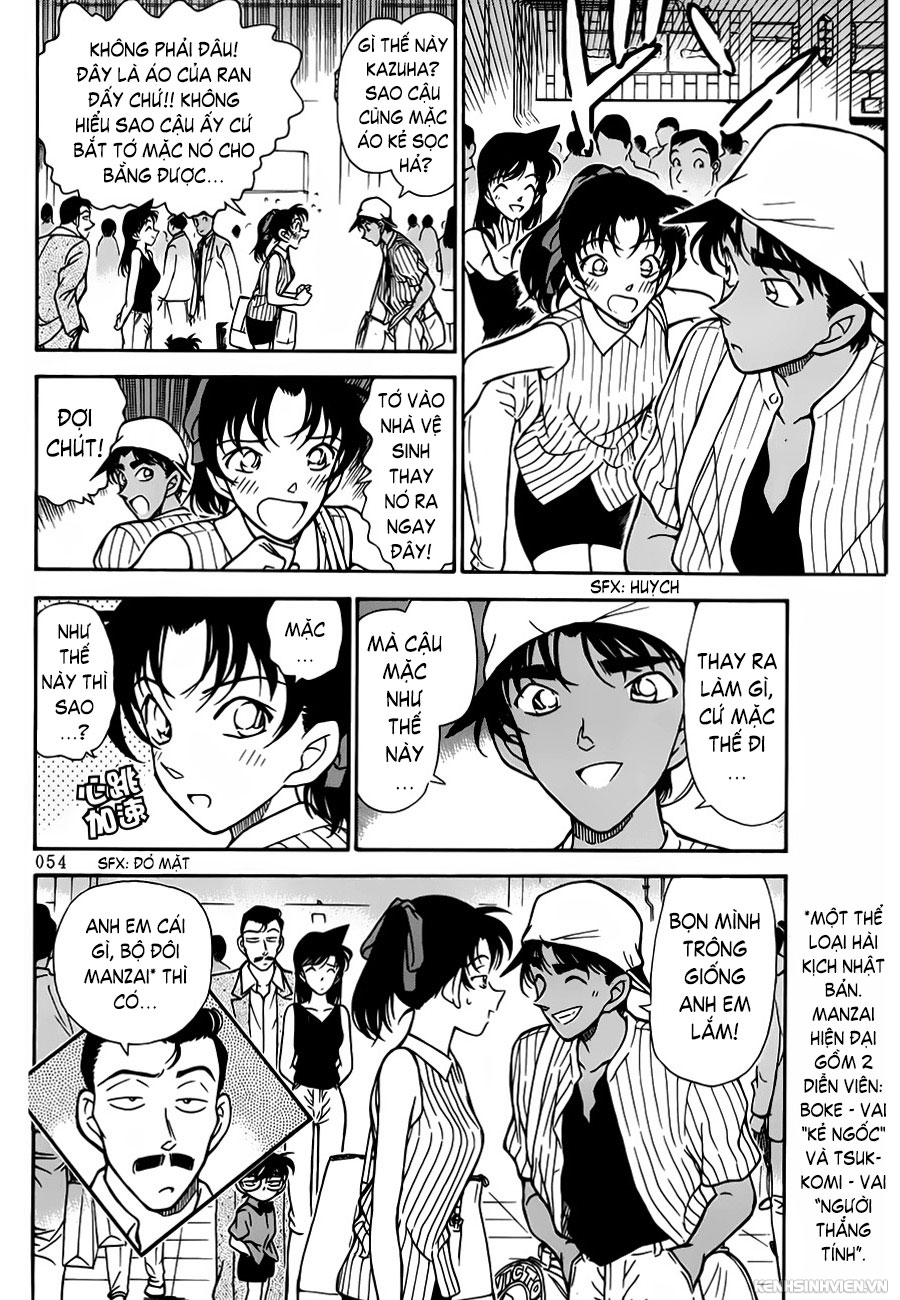 GÌ THẾ NÀY
KAZUHA?
SAO CẬU
CŨNG MẶC
ÁO KẺ SỌC
HẢ?
KHÔNG PHẢI ĐÂU!
ĐÂY LÀ ÁO CỦA RAN
ĐẤY CHỨ!! KHÔNG
HIỂU SAO CẬU ẤY CỨ
BẮT TỚ MẶC NÓ CHO
BẰNG ĐƯỢC...
SFX: HUỴCH
TỚ VÀO
NHÀ VỆ
SINH
THAY
NÓ RA
NGAY
ĐÂY!
ĐỢI
CHÚT!
THAY RA
LÀM GÌ,
CỨ MẶC
THẾ ĐI
...
MÀ CẬU
MẶC
NHƯ
THẾ
NÀY
...
MẶC
...
NHƯ
THẾ
NÀY THÌ
SAO
...?
心跳
加速
054
SFX: ĐỎ MẶT
BỌN MÌNH
TRÔNG
GIỐNG
ANH EM
LẮM!
ANH EM CÁI
GÌ, BỘ ĐÔI
MANZAI* THÌ
CÓ...
*MỘT THỂ
LOẠI HÀI
KỊCH NHẬT
BẢN.
MANZAI
HIỆN ĐẠI
GỒM 2
DIỄN VIÊN:
BOKE - VAI
"KẺ NGỐC"
VÀ TSUK-
KOMI - VAI
"NGƯỜI
THẲNG
TÍNH".
KENHSINHVIEN.VN